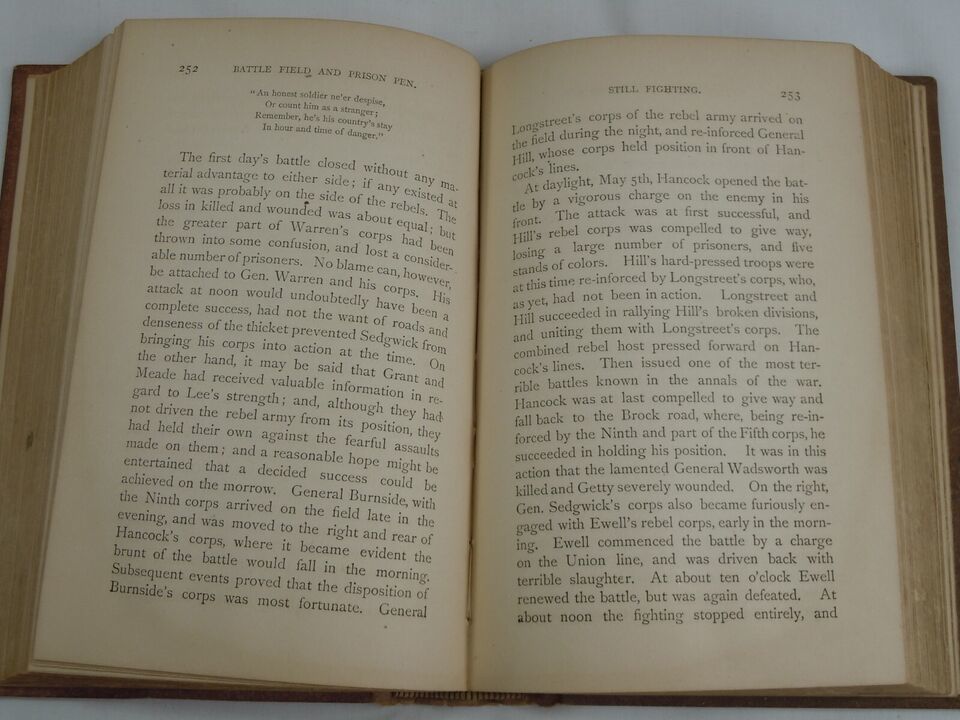 252 BATTLE FIELD AND PRISON PEN.
"An honest soldier ne'er despise,
Or count him as a stranger;
Remember, he's his country's stay
In hour and time of danger."
The first day's battle closed without any ma-
terial advantage to either side; if any existed at
all it was probably on the side of the rebels. The
loss in killed and wounded was about equal; but
the greater part of Warren's corps had been
thrown into some confusion, and lost a consider-
able number of prisoners. No blame can, however,
be attached to Gen. Warren and his corps. His
attack at noon would undoubtedly have been a
complete success, had not the want of roads and
denseness of the thicket prevented Sedgwick from
bringing his corps into action at the time. On
the other hand, it may be said that Grant and
Meade had received valuable information in re-
gard to Lee's strength; and, although they had
not driven the rebel army from its position, they
had held their own against the fearful assaults
made on them; and a reasonable hope might be
entertained that a decided success could be
achieved on the morrow. General Burnside, with
the Ninth corps arrived on the field late in the
evening, and was moved to the right and rear of
Hancock's corps, where it became evident the
brunt of the battle would fall in the morning.
Subsequent events proved that the disposition of
Burnside's corps was most fortunate. General
STILL FIGHTING. 253
Longstreet's corps of the rebel army arrived on
the field during the night, and re-inforced General
Hill, whose corps held position in front of Han-
cock's lines.
At daylight, May 5th, Hancock opened the bat-
tle by a vigorous charge on the enemy in his
front. The attack was at first successful, and
Hill's rebel corps was compelled to give way,
losing a large number of prisoners, and five
stands of colors. Hill's hard-pressed troops were
at this time re-inforced by Longstreet's corps, who,
as yet, had not been in action. Longstreet and
Hill succeeded in rallying Hill's broken divisions,
and uniting them with Longstreet's corps. The
combined rebel host pressed forward on Han-
cock's lines. Then issued one of the most ter-
rible battles known in the annals of the war.
Hancock was at last compelled to give way and
fall back to the Brock road, where, being re-in-
forced by the Ninth and part of the Fifth corps, he
succeeded in holding his position. It was in this
action that the lamented General Wadsworth was
killed and Getty severely wounded. On the right,
Gen. Sedgwick's corps also became furiously en-
gaged with Ewell's rebel corps, early in the morn-
ing. Ewell commenced the battle by a charge
on the Union line, and was driven back with
terrible slaughter. At about ten o'clock Ewell
renewed the battle, but was again defeated. At
about noon the fighting stopped entirely, and